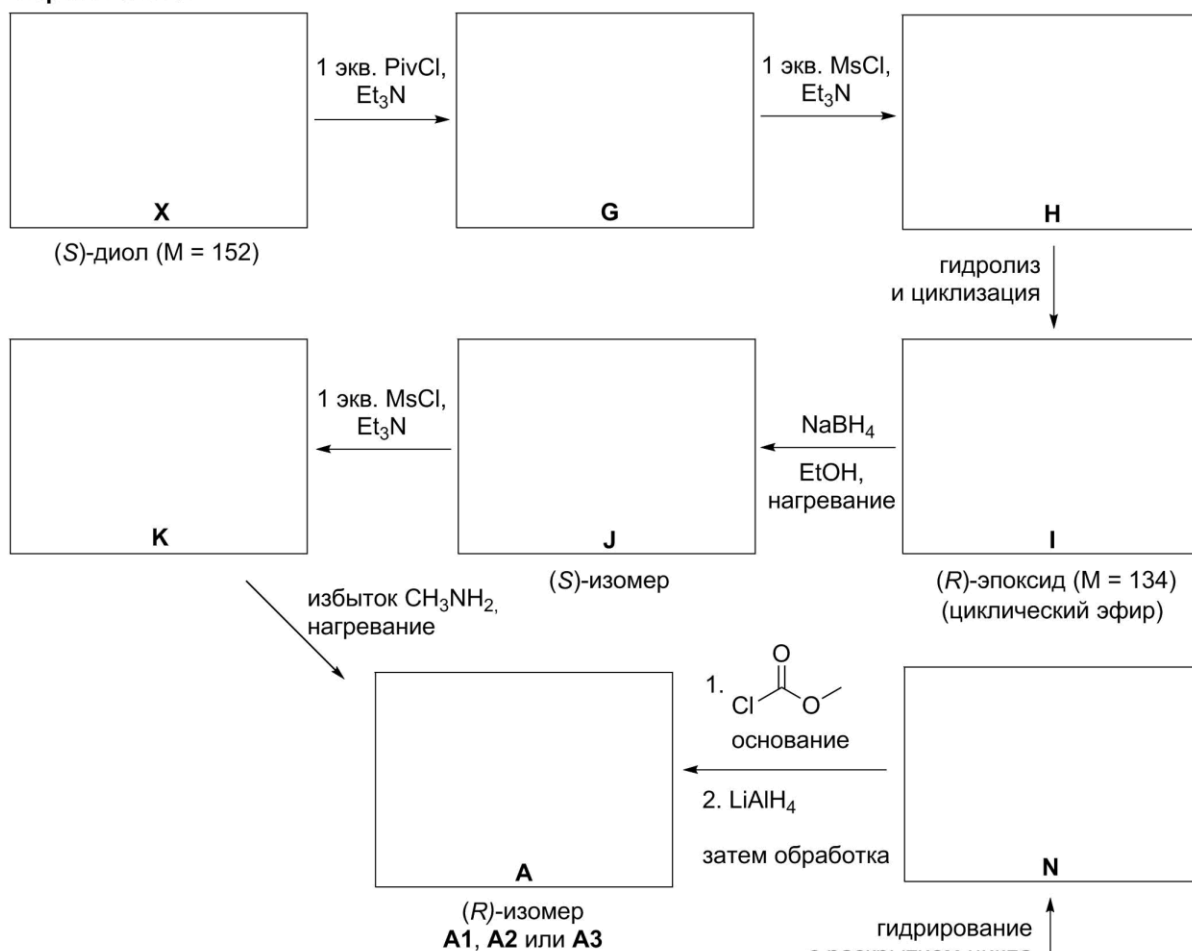 1 экв. PivCl,
Et₃N
1 экв. MsCl,
Et₃N
X
G
H
(S)-диол (M = 152)
гидролиз
и циклизация
1 экв. MsCl,
Et₃N
NaBH₄
EtOH,
нагревание
K
J
I
(S)-изомер
(R)-эпоксид (M = 134)
(циклический эфир)
избыток CH₃NH₂,
нагревание
1.
O
Cl
O
основание
2. LiAlH₄
затем обработка
A
N
(R)-изомер
A1, A2 или A3
гидрирование